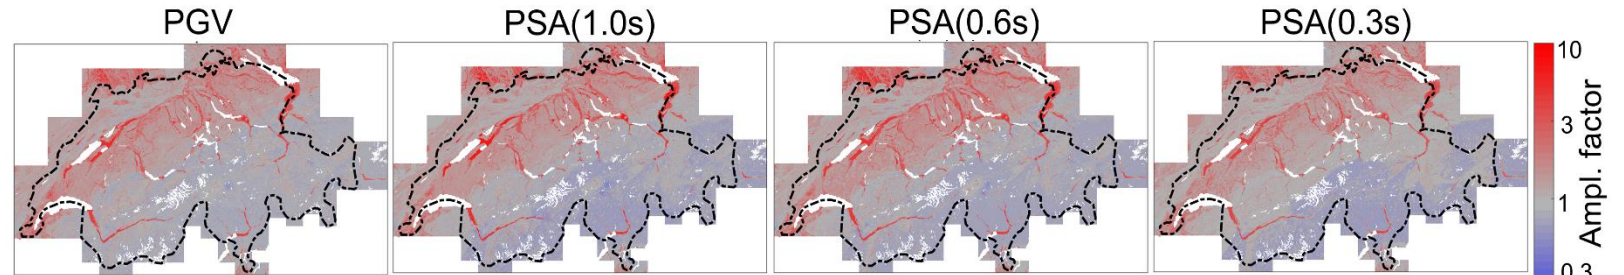 PGV
PSA(1.0s)
PSA(0.6s)
PSA(0.3s)
10
3
1
0.3
Ampl. factor